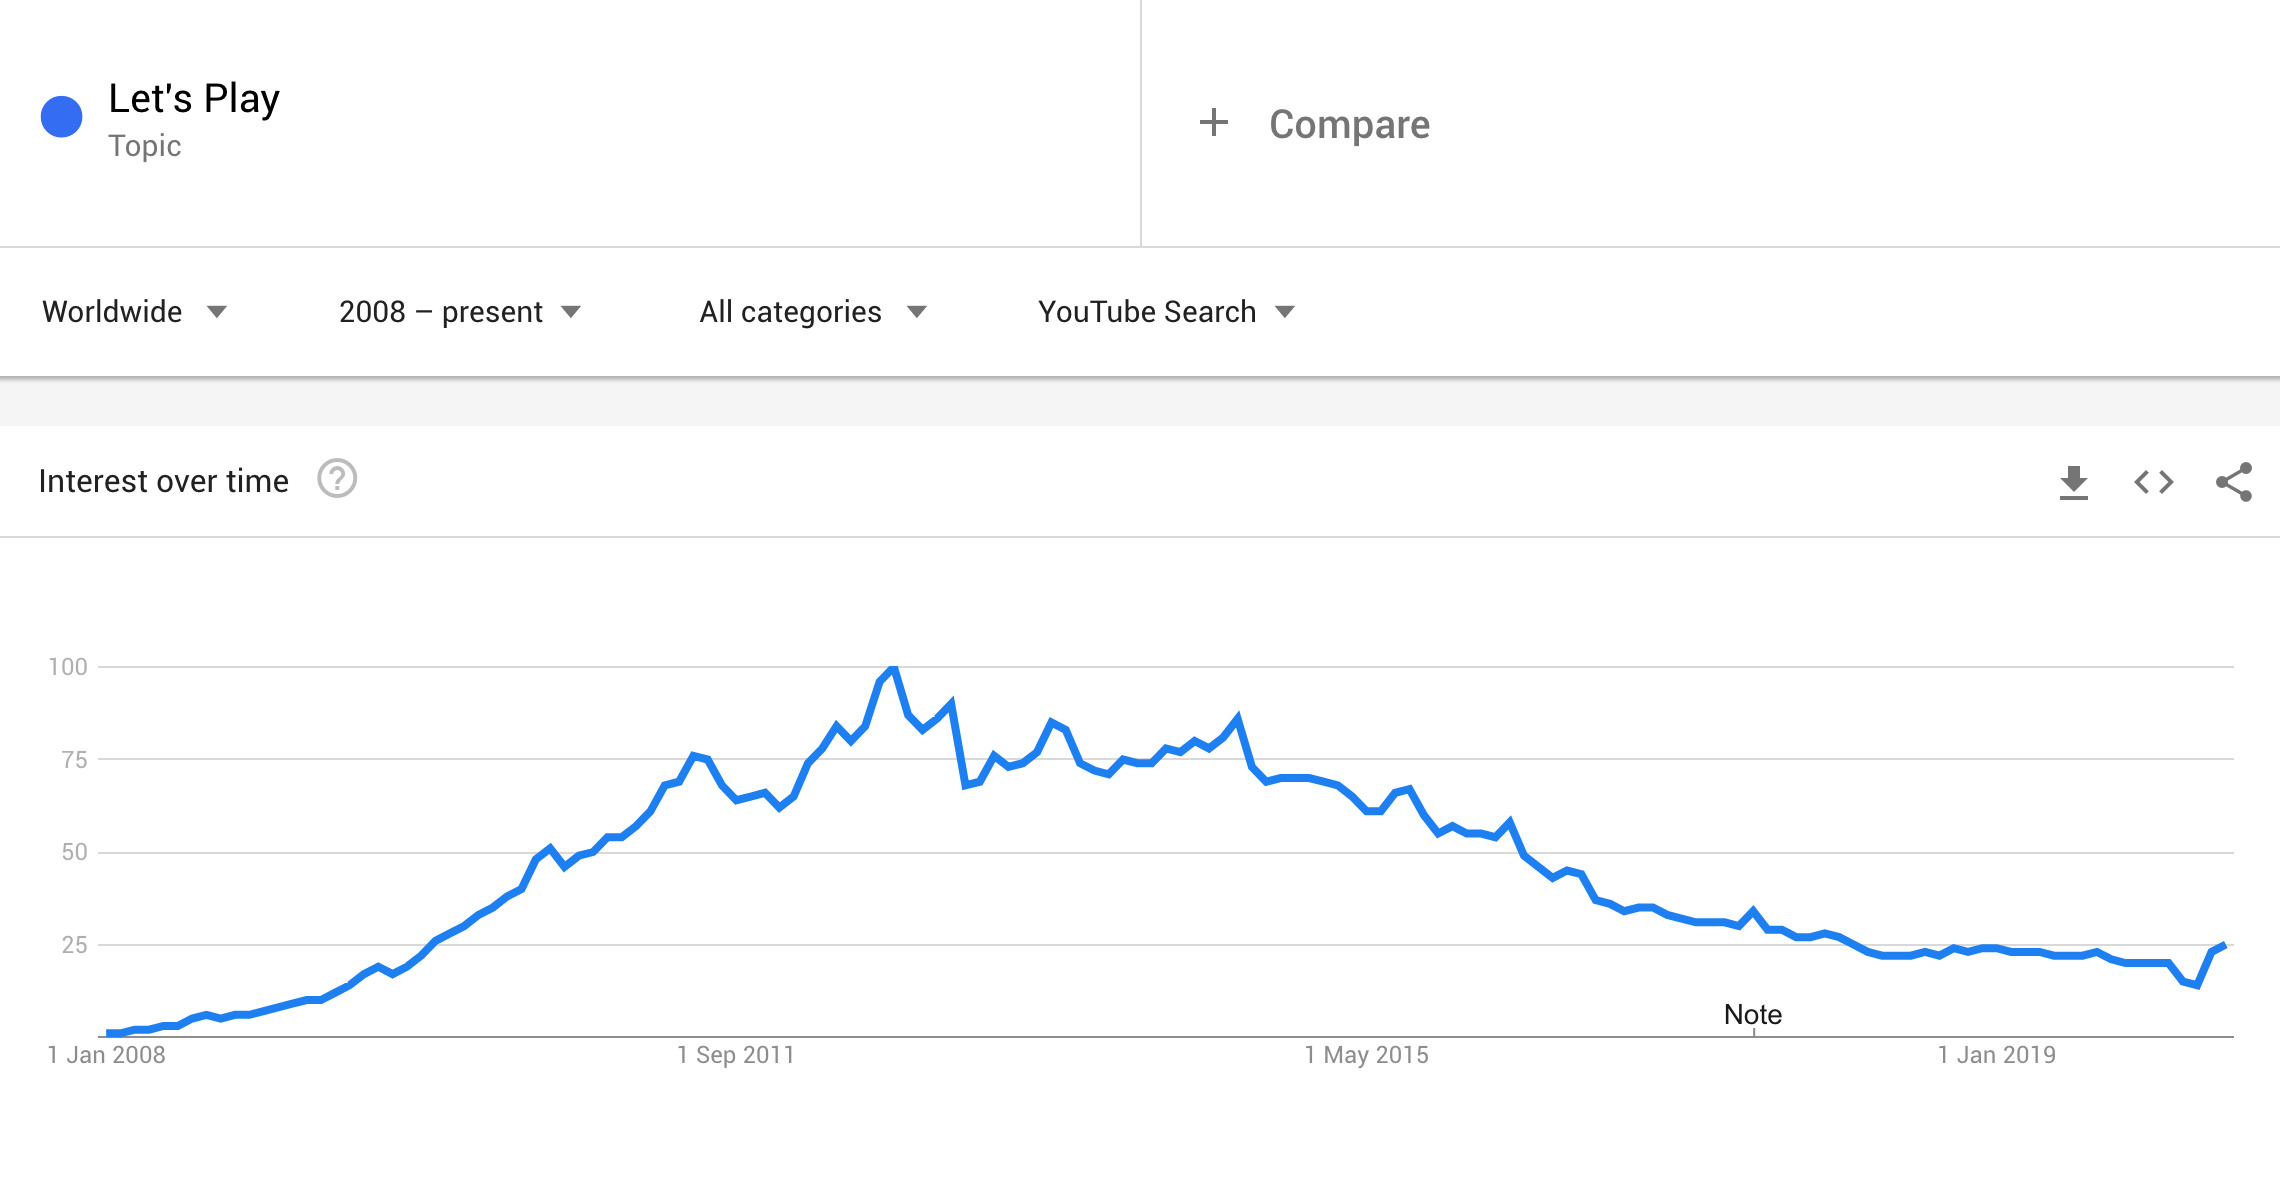 Let's Play
Topic
+ Compare
Worldwide
2008 – present
All categories
YouTube Search
Interest over time
?
100
75
50
25
Note
1 Jan 2008
1 Sep 2011
1 May 2015
1 Jan 2019